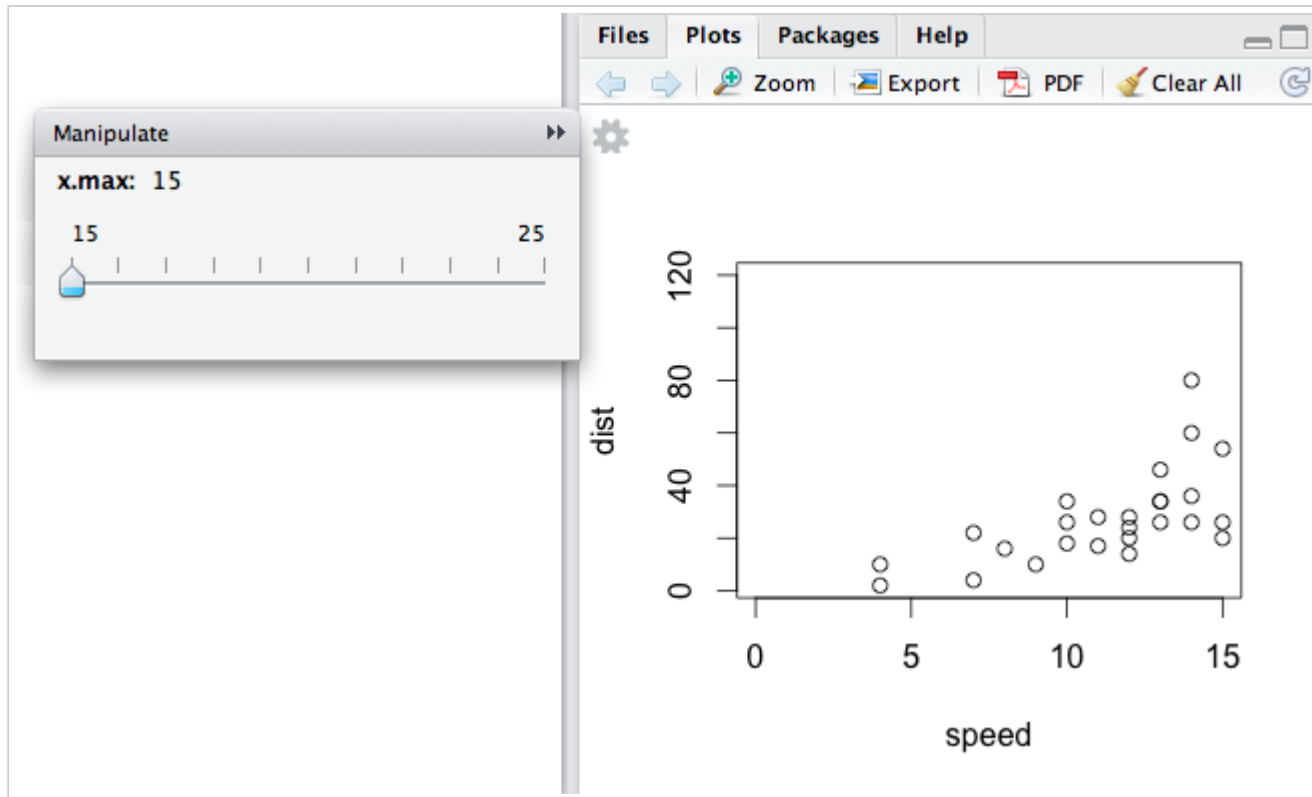 Files Plots Packages Help
Zoom Export PDF Clear All
Manipulate
x.max: 15
15 25
120
80
40
0
dist
0 5 10 15
speed